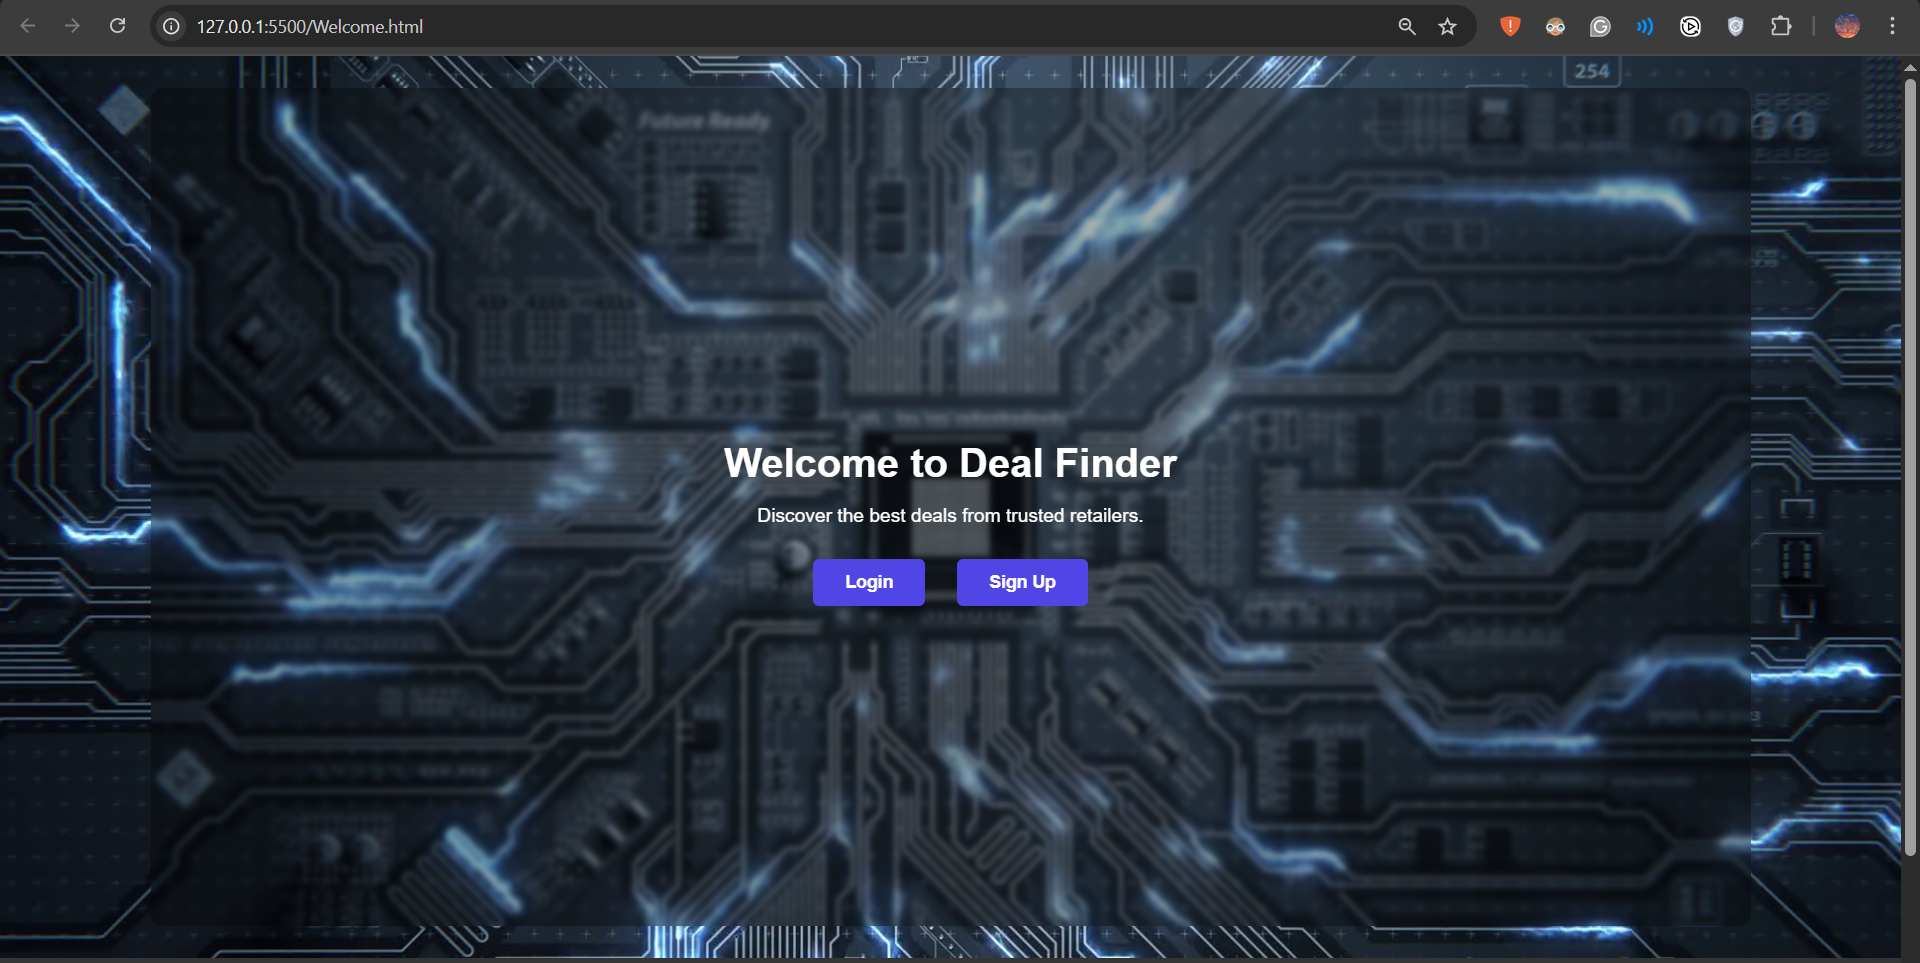 127.0.0.1:5500/Welcome.html
254
Future Ready
Welcome to Deal Finder
Discover the best deals from trusted retailers.
Login
Sign Up